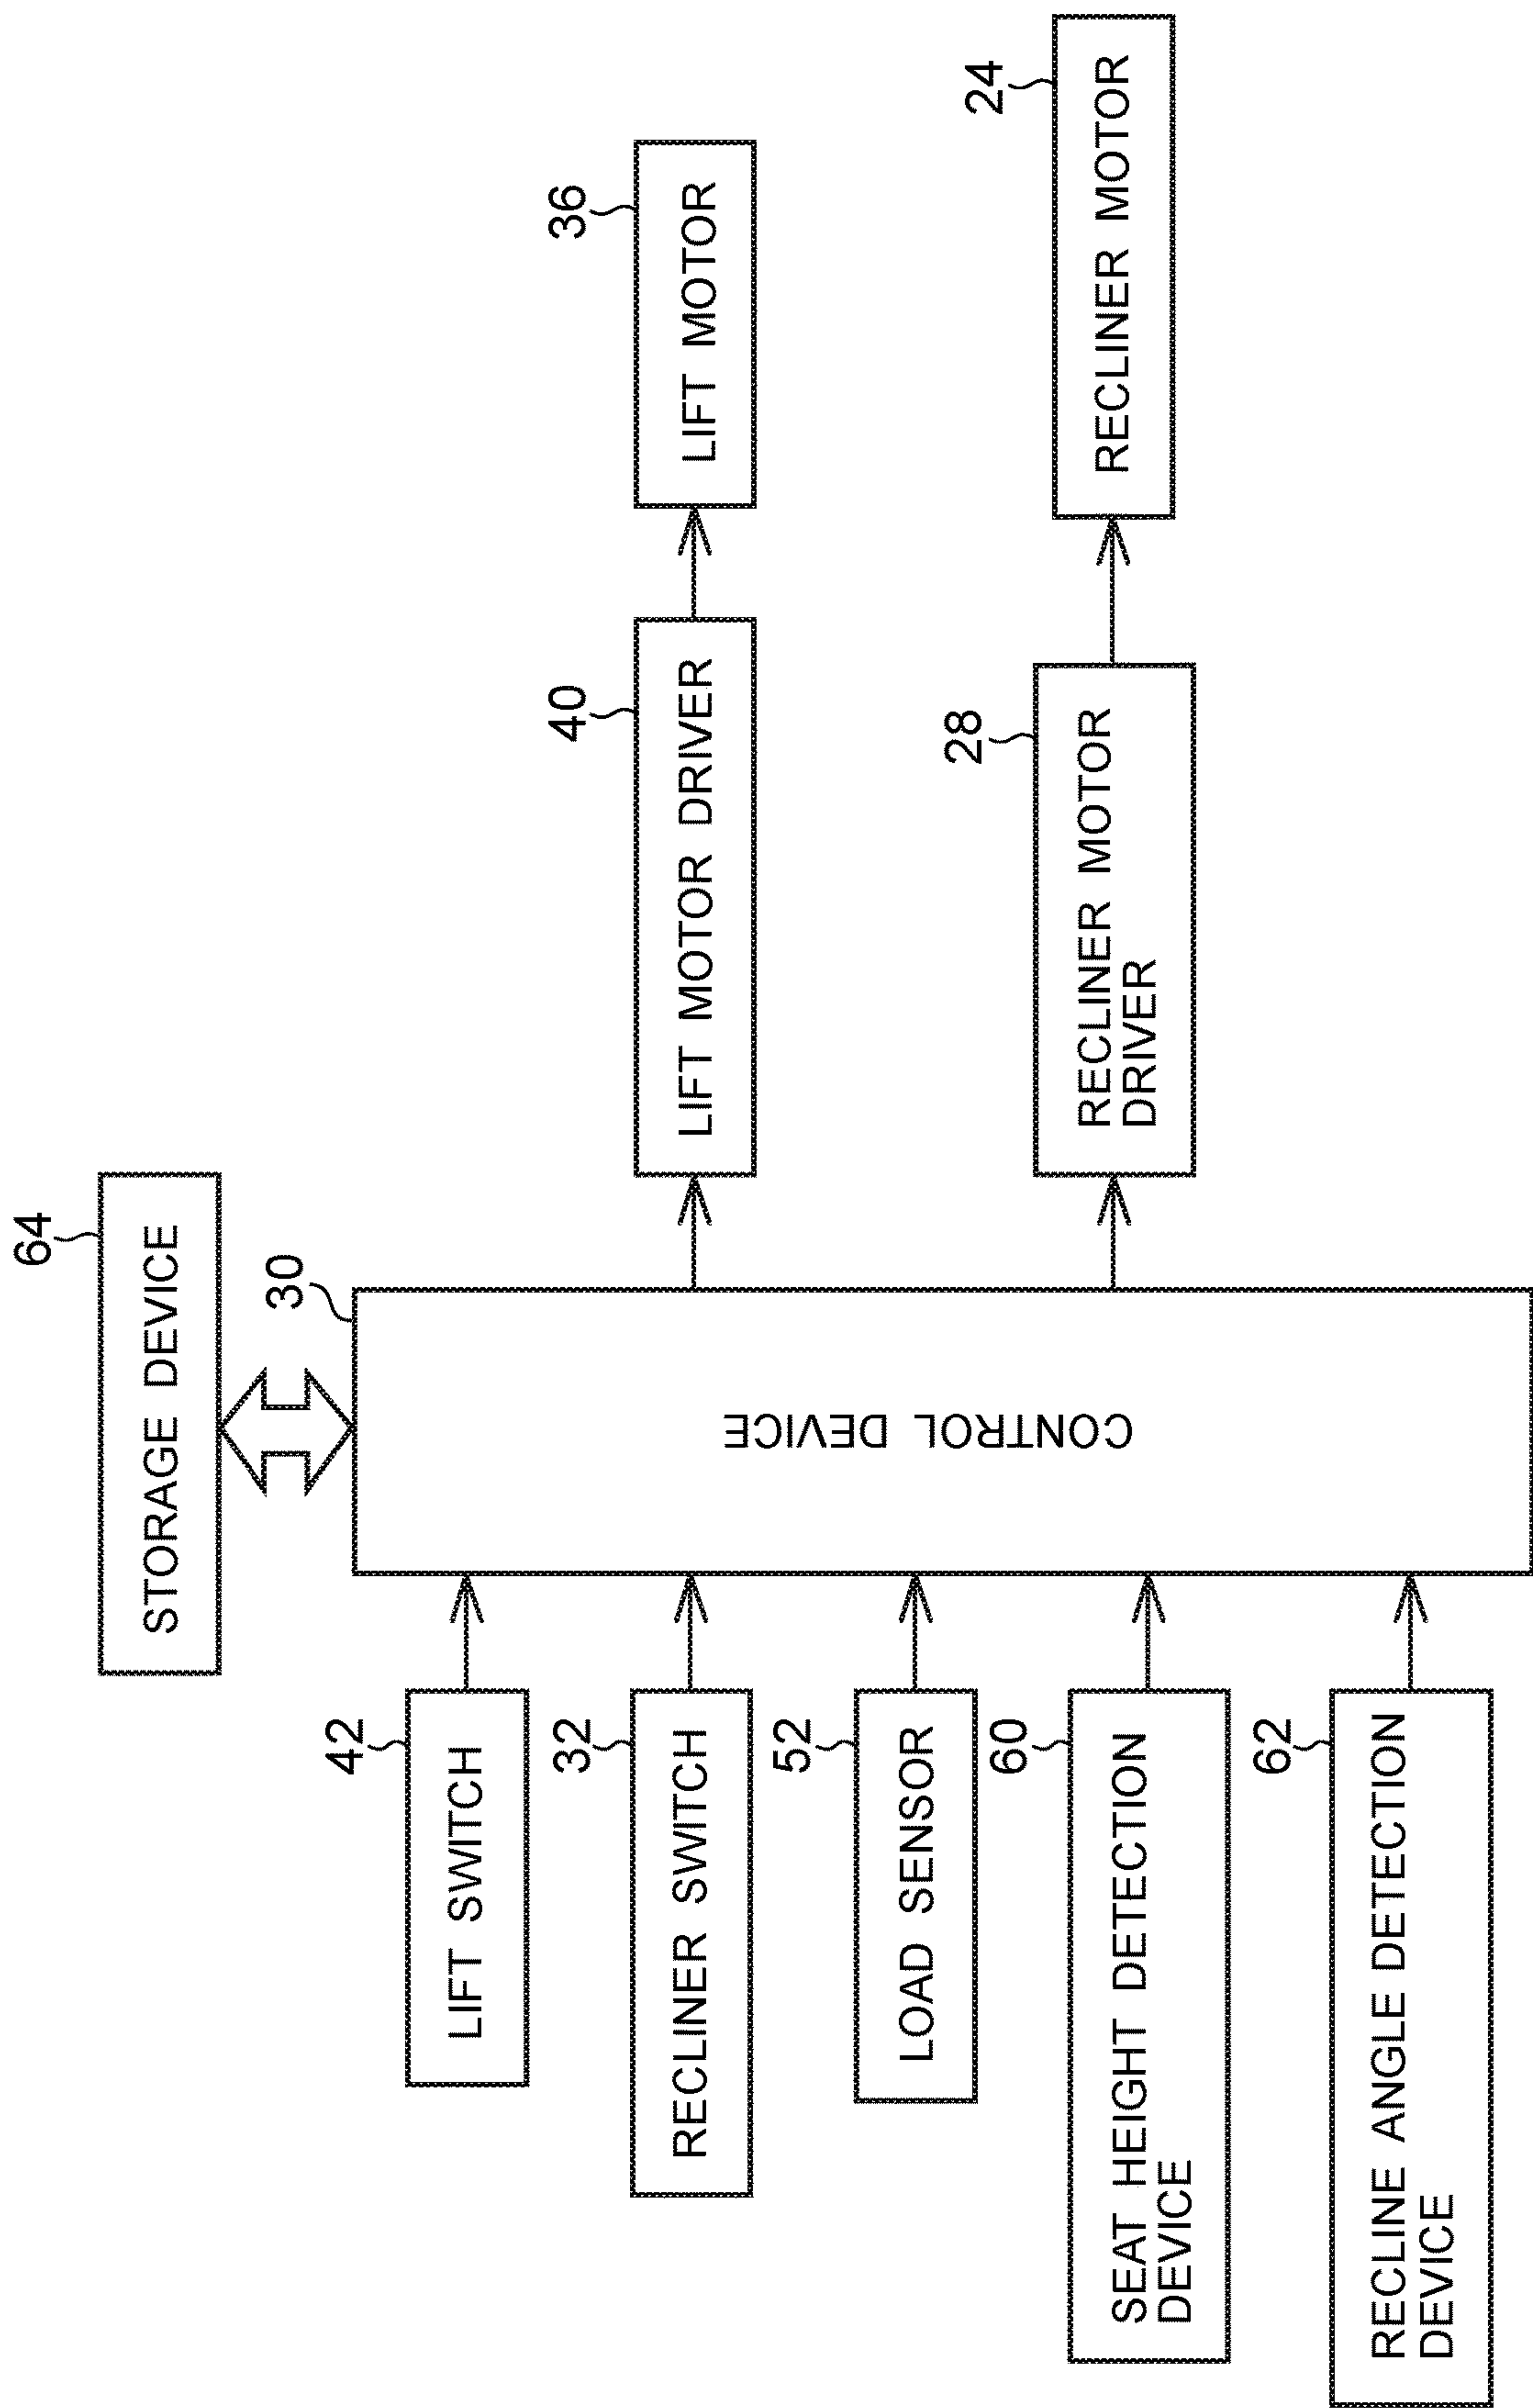 64
STORAGE DEVICE
30
CONTROL DEVICE
42
LIFT SWITCH
32
RECLINER SWITCH
52
LOAD SENSOR
60
SEAT HEIGHT DETECTION
DEVICE
62
RECLINE ANGLE DETECTION
DEVICE
40
LIFT MOTOR DRIVER
36
LIFT MOTOR
28
RECLINER MOTOR
DRIVER
24
RECLINER MOTOR